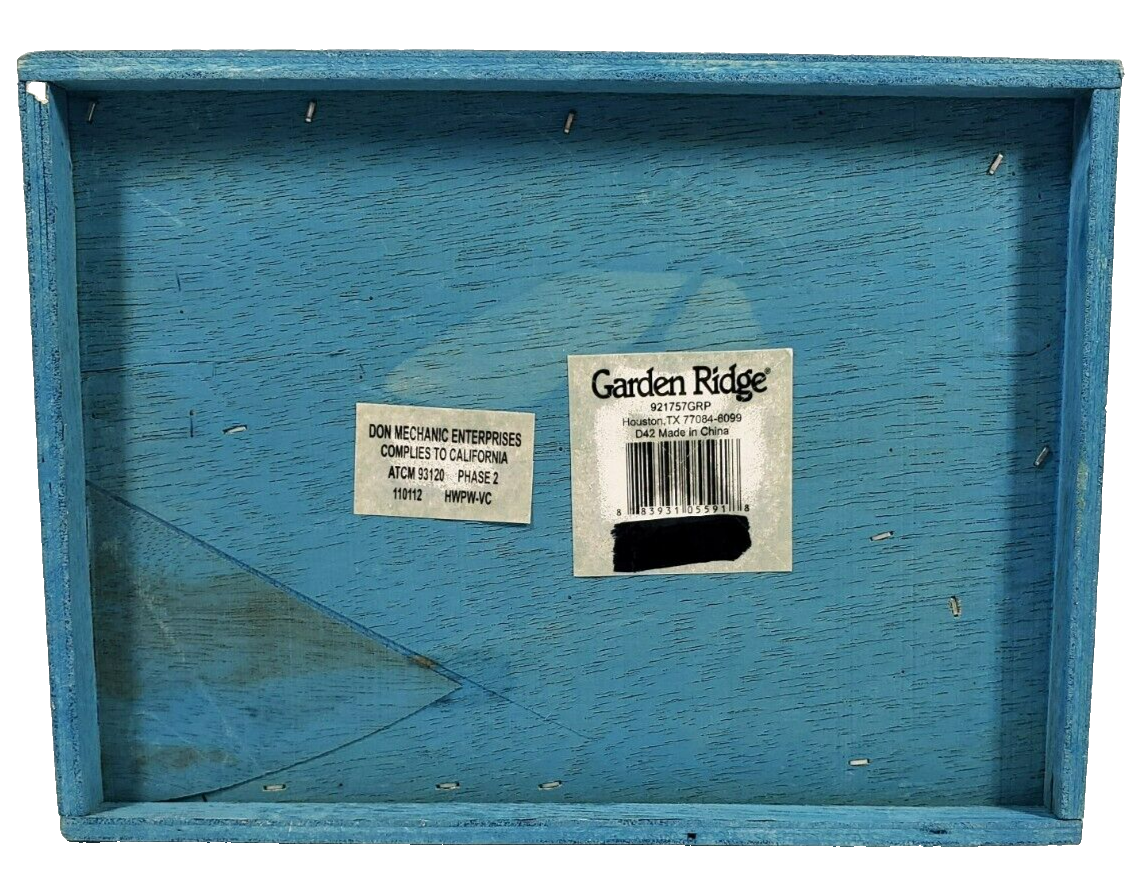 Garden Ridge®
921757GRP
Houston,TX 77084-6099
D42 Made in China
8 83931 05591 8
DON MECHANIC ENTERPRISES
COMPLIES TO CALIFORNIA
ATCM 93120 PHASE 2
110112 HWPW-VC